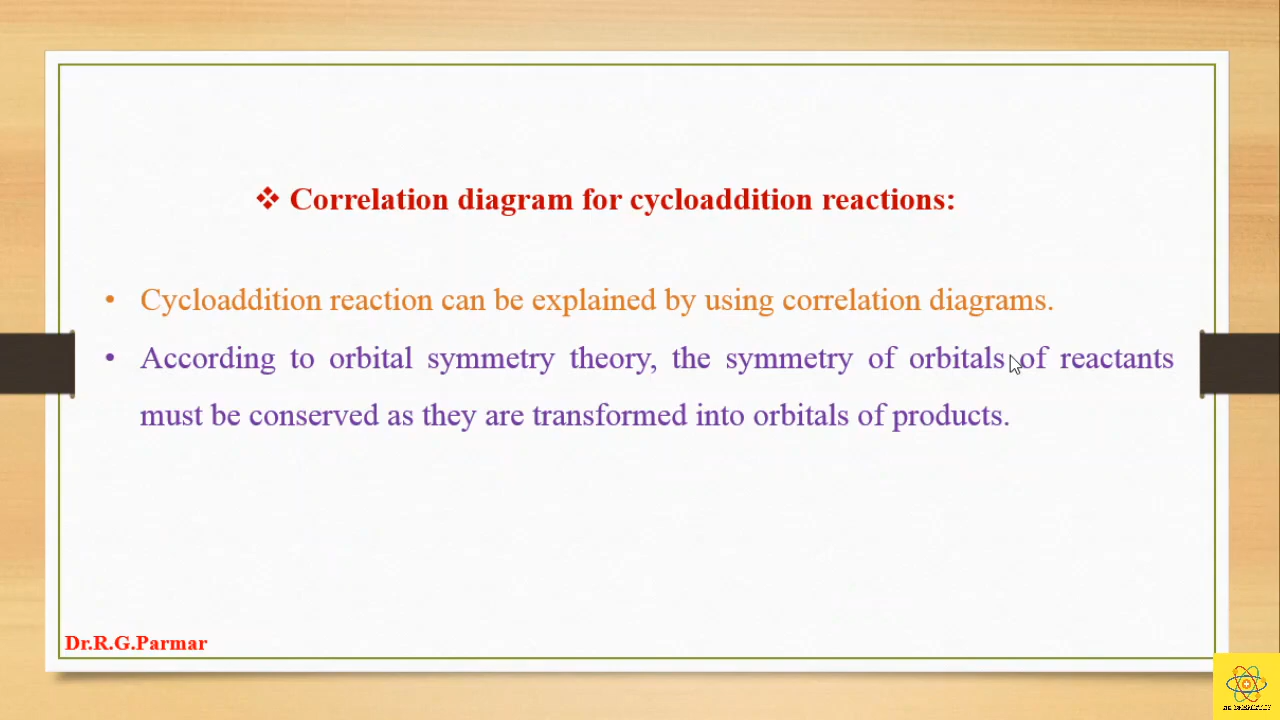 ❖ Correlation diagram for cycloaddition reactions:
• Cycloaddition reaction can be explained by using correlation diagrams.
• According to orbital symmetry theory, the symmetry of orbitals of reactants
must be conserved as they are transformed into orbitals of products.
Dr.R.G.Parmar